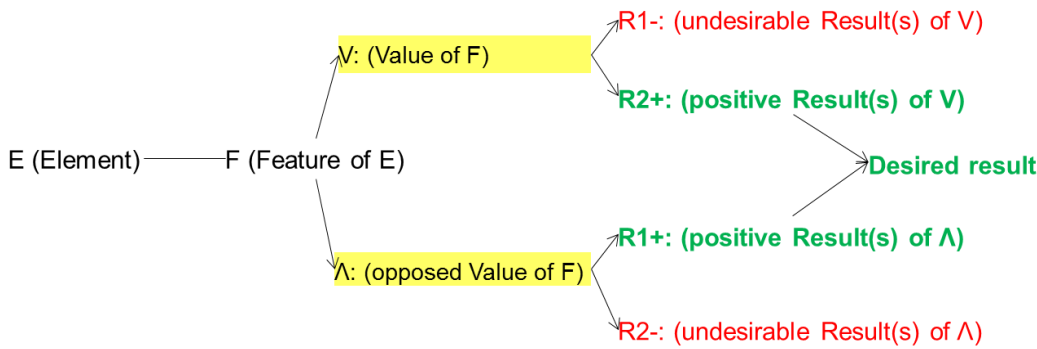 R1-: (undesirable Result(s) of V)
V: (Value of F)
R2+: (positive Result(s) of V)
E (Element)
F (Feature of E)
Desired result
R1+: (positive Result(s) of Λ)
Λ: (opposed Value of F)
R2-: (undesirable Result(s) of Λ)